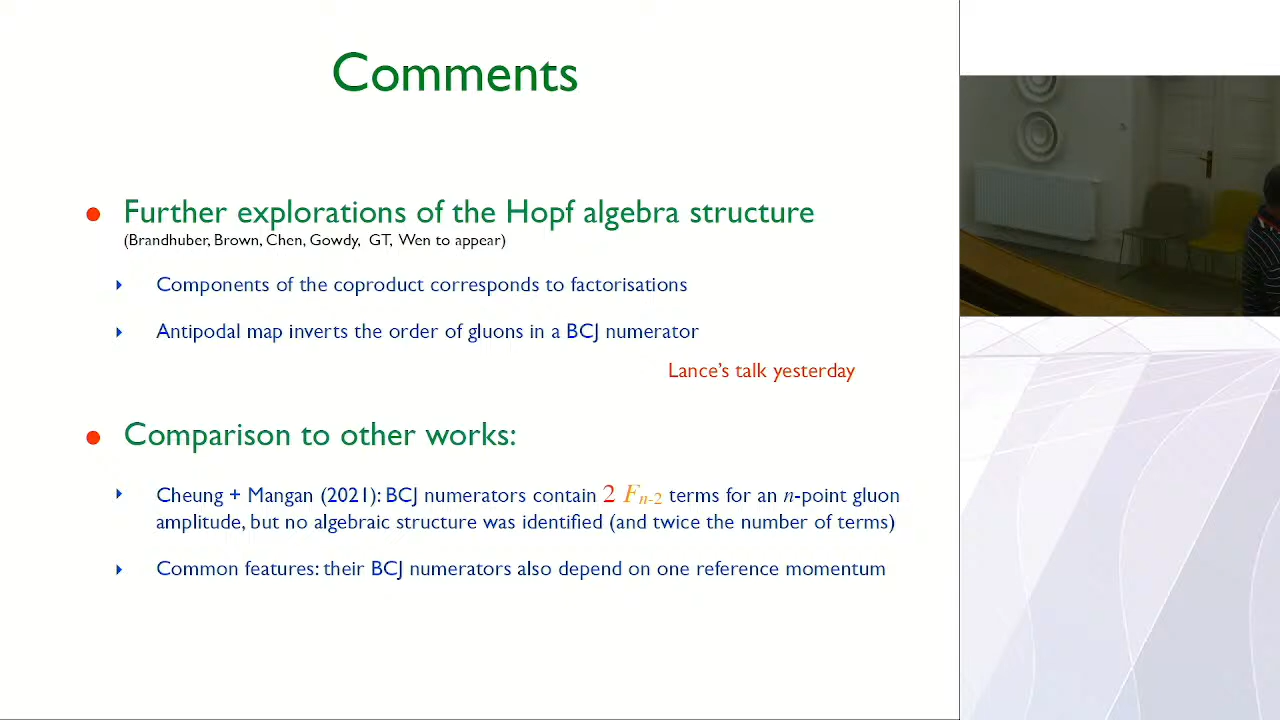 Comments
Further explorations of the Hopf algebra structure
(Brandhuber, Brown, Chen, Gowdy, GT, Wen to appear)
Components of the coproduct corresponds to factorisations
Antipodal map inverts the order of gluons in a BCJ numerator
Lance's talk yesterday
Comparison to other works:
Cheung + Mangan (2021): BCJ numerators contain 2 Fn-2 terms for an n-point gluon
amplitude, but no algebraic structure was identified (and twice the number of terms)
Common features: their BCJ numerators also depend on one reference momentum